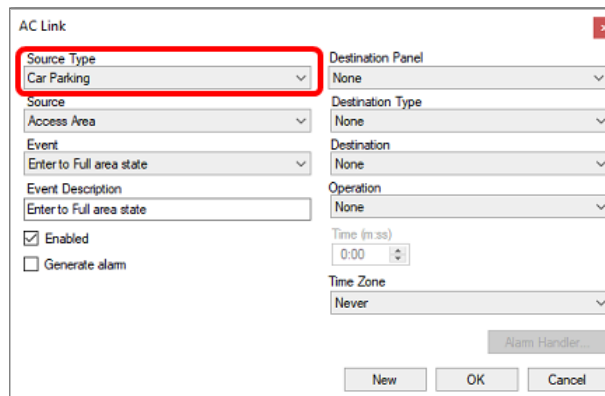 AC Link
Source Type
Car Parking
Source
Access Area
Event
Enter to Full area state
Event Description
Enter to Full area state
Enabled
Generate alarm
Destination Panel
None
Destination Type
None
Destination
None
Operation
None
Time (m:ss)
0:00
Time Zone
Never
Alarm Handler...
New OK Cancel